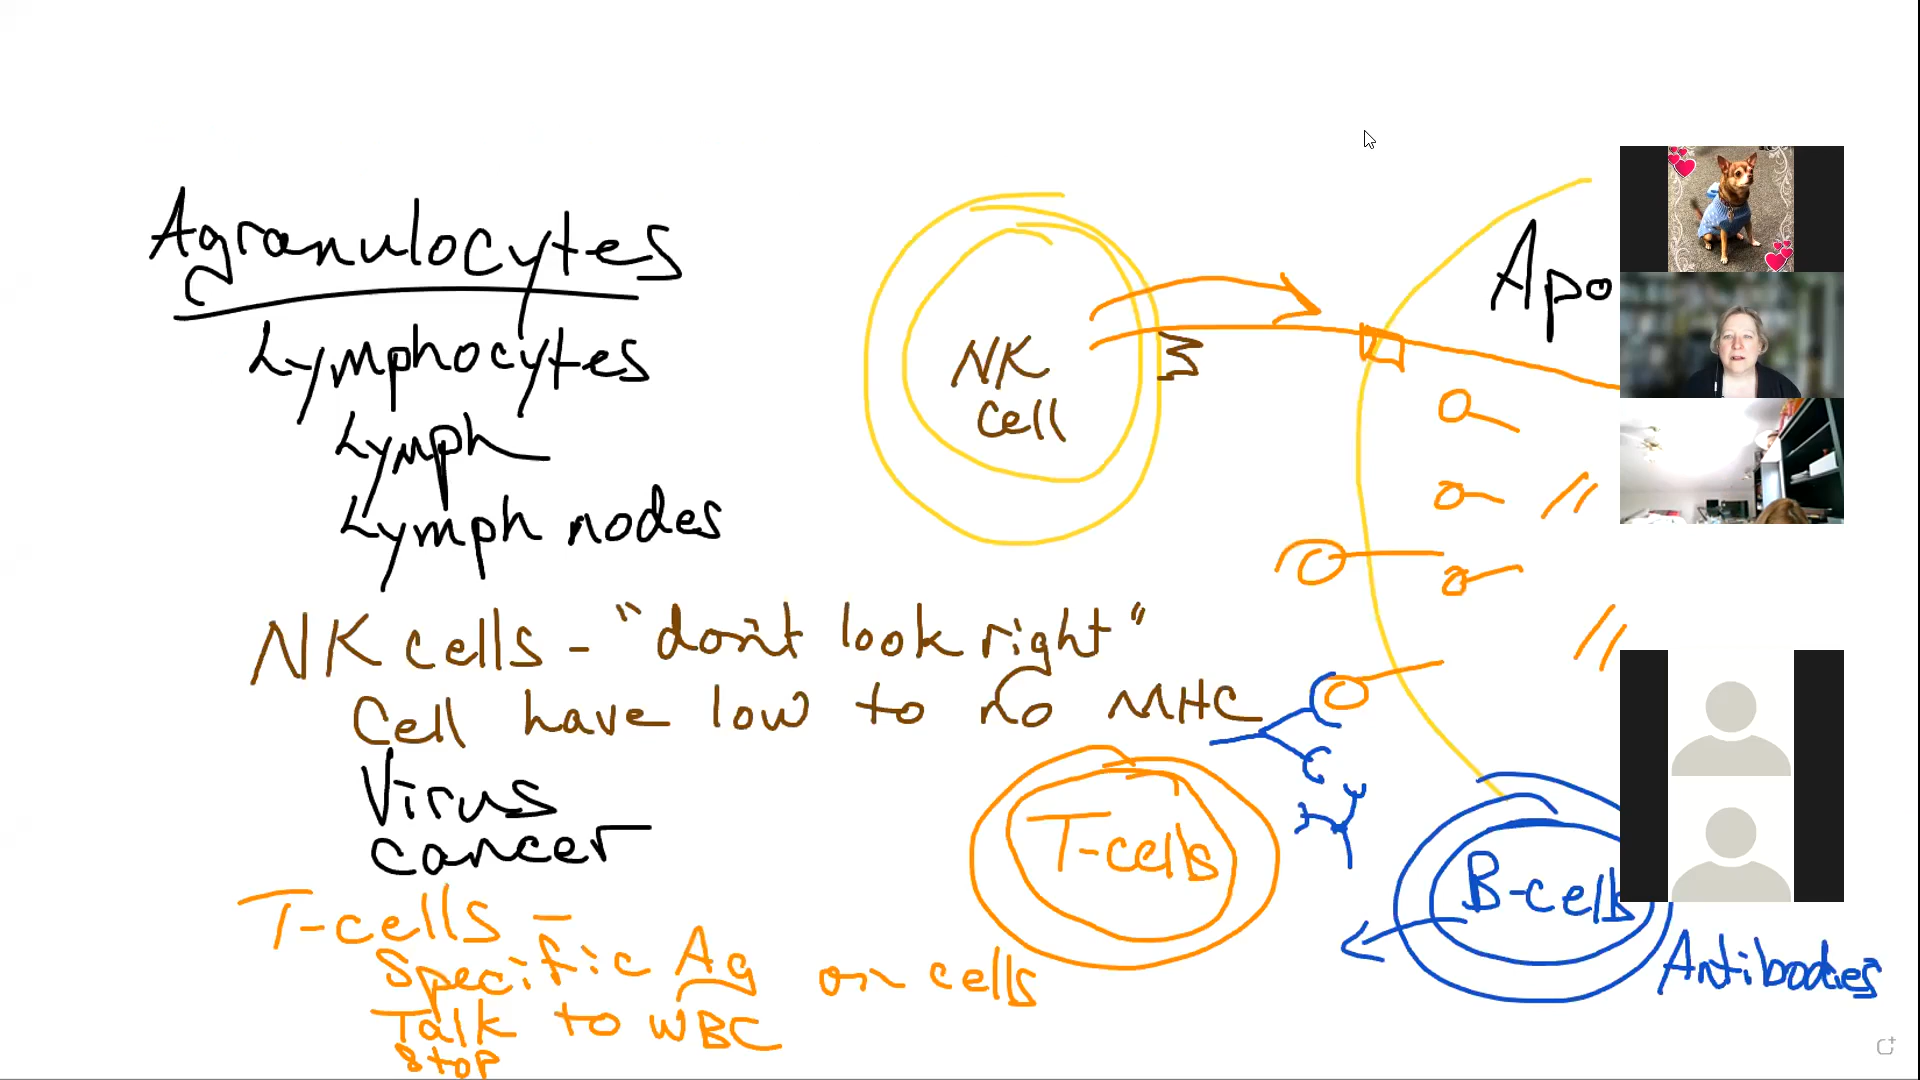 Agranulocytes
Lymphocytes
Lymph
Lymph nodes
NK cells - "don't look right"
Cell have low to no MHC
Virus
cancer
T-cells -
Specific Ag on cells
Talk to WBC
Stop
NK
Cell
Apo
T-cells
B-cells
Antibodies